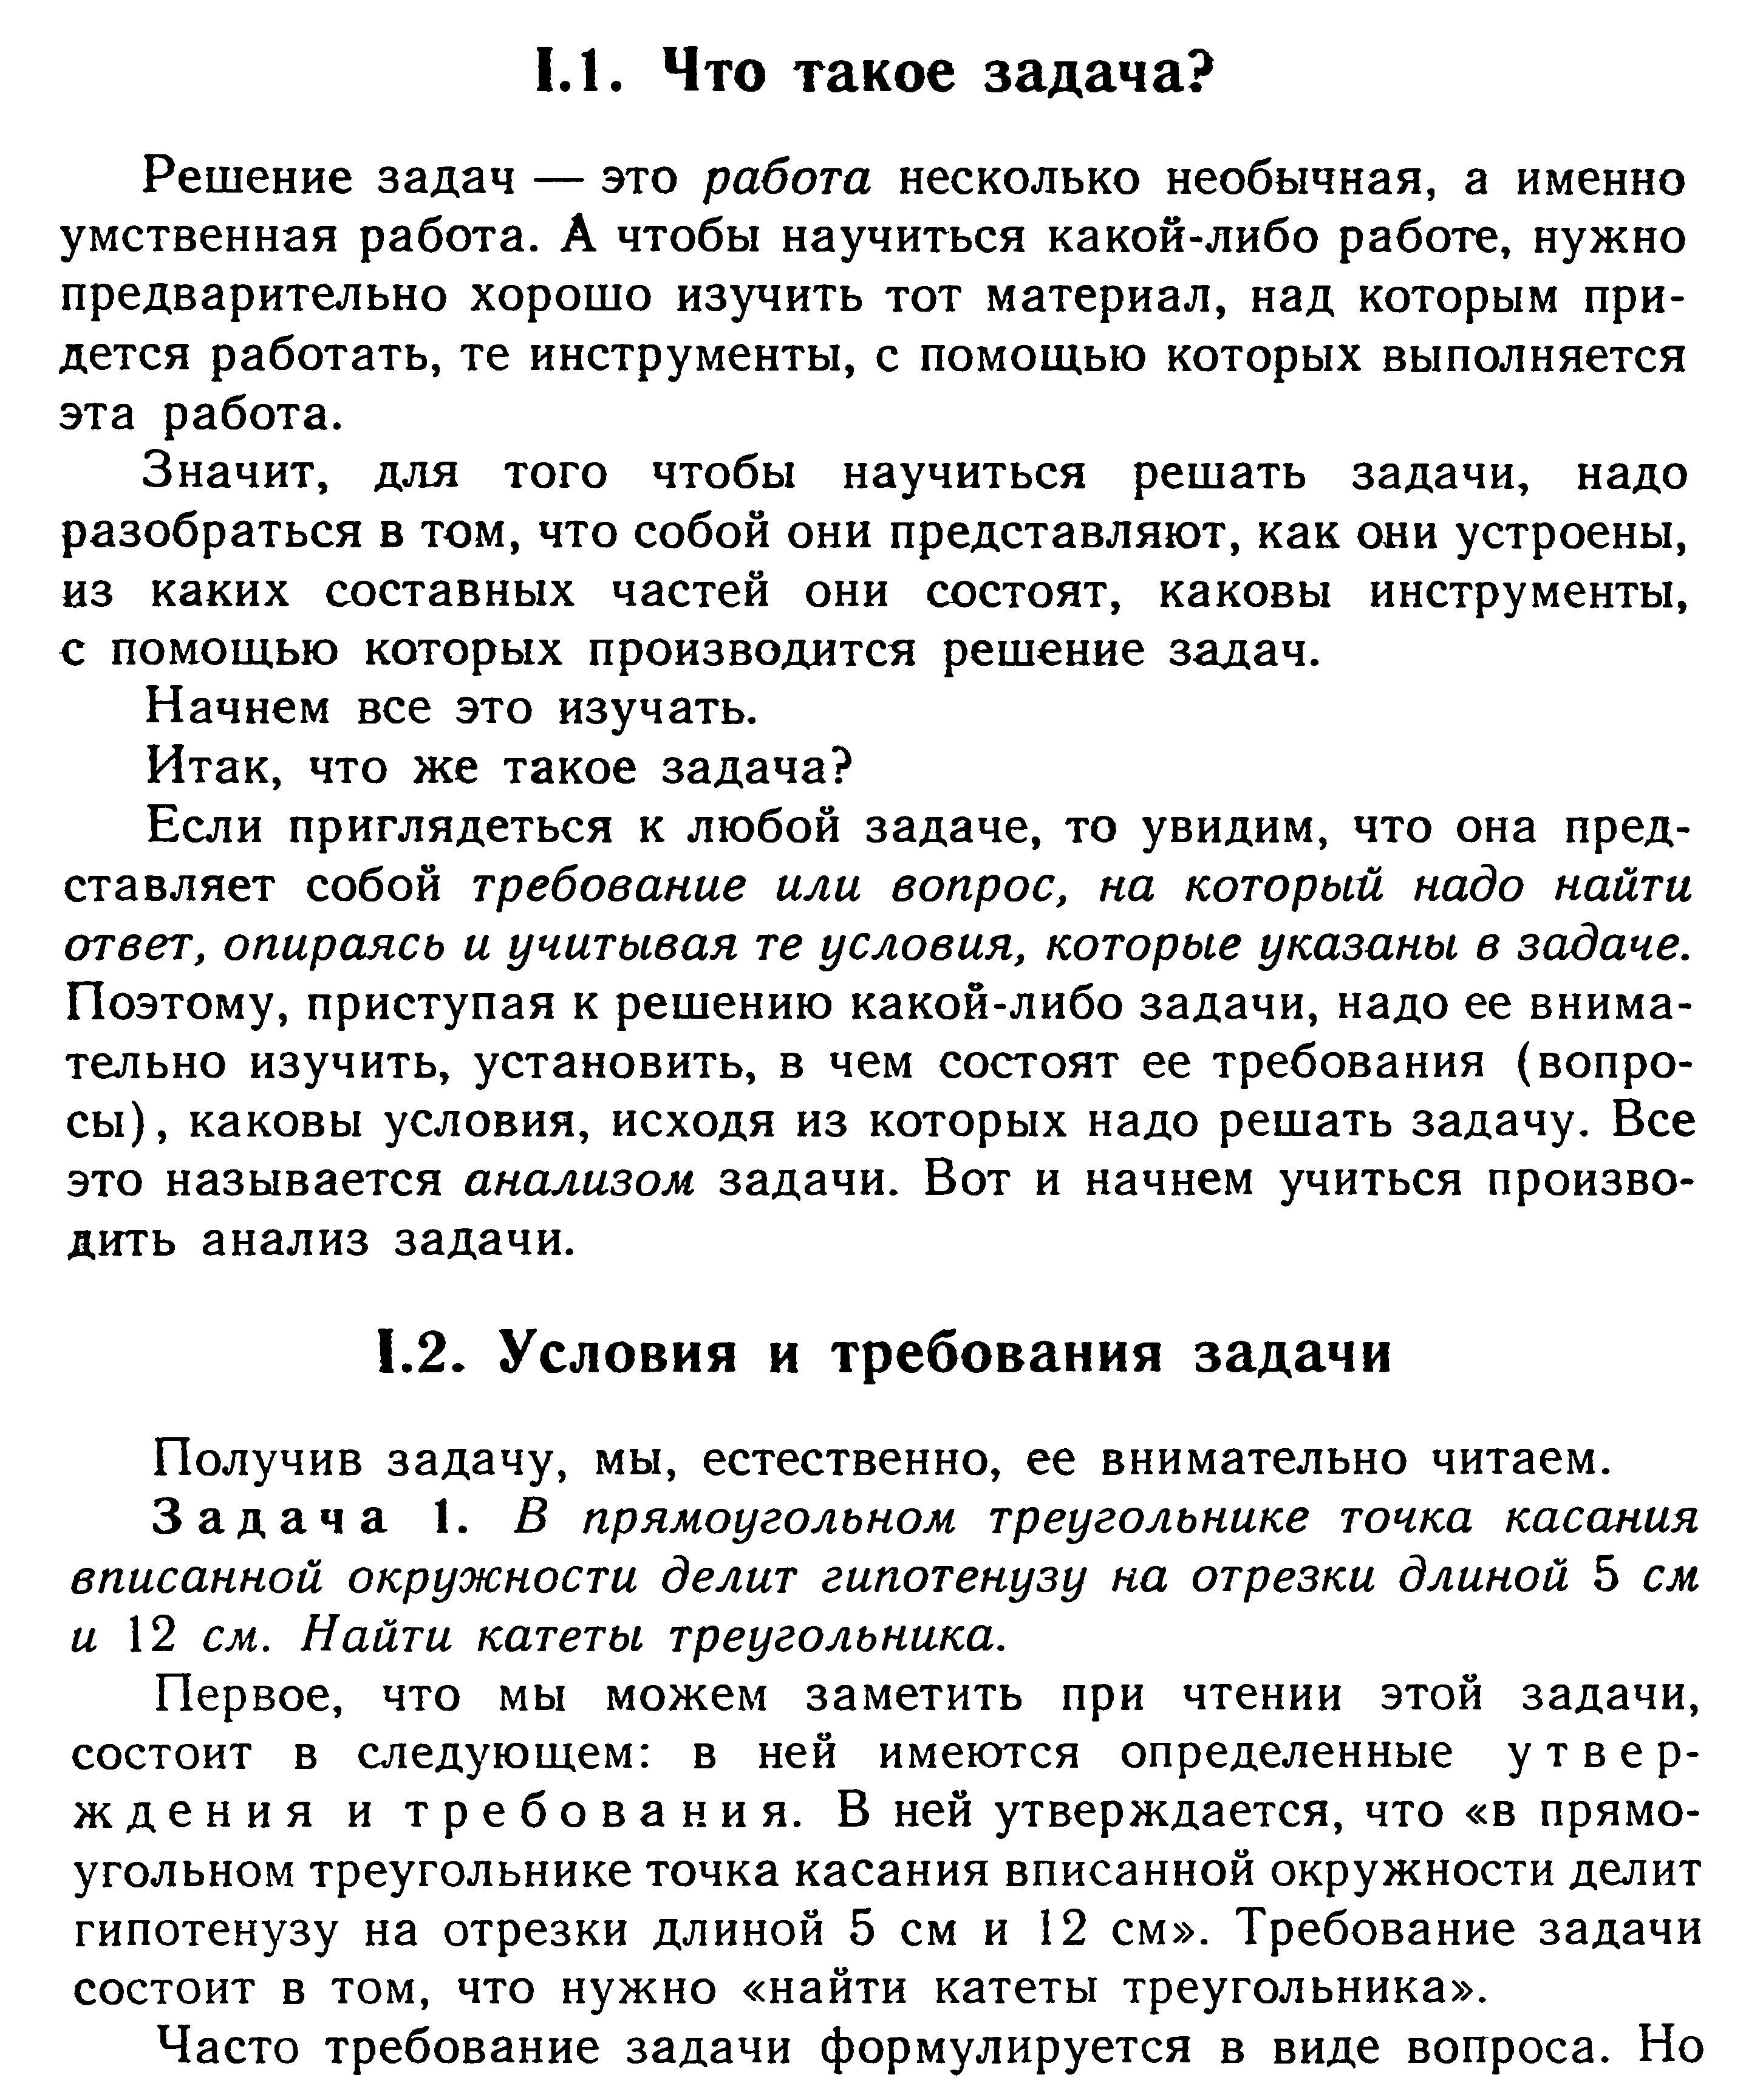 I.1. Что такое задача?
Решение задач — это работа несколько необычная, а именно
умственная работа. А чтобы научиться какой-либо работе, нужно
предварительно хорошо изучить тот материал, над которым при-
дется работать, те инструменты, с помощью которых выполняется
эта работа.
Значит, для того чтобы научиться решать задачи, надо
разобраться в том, что собой они представляют, как они устроены,
из каких составных частей они состоят, каковы инструменты,
с помощью которых производится решение задач.
Начнем все это изучать.
Итак, что же такое задача?
Если приглядеться к любой задаче, то увидим, что она пред-
ставляет собой требование или вопрос, на который надо найти
ответ, опираясь и учитывая те условия, которые указаны в задаче.
Поэтому, приступая к решению какой-либо задачи, надо ее внима-
тельно изучить, установить, в чем состоят ее требования (вопро-
сы), каковы условия, исходя из которых надо решать задачу. Все
это называется анализом задачи. Вот и начнем учиться произво-
дить анализ задачи.
I.2. Условия и требования задачи
Получив задачу, мы, естественно, ее внимательно читаем.
Задача 1. В прямоугольном треугольнике точка касания
вписанной окружности делит гипотенузу на отрезки длиной 5 см
и 12 см. Найти катеты треугольника.
Первое, что мы можем заметить при чтении этой задачи,
состоит в следующем: в ней имеются определенные утвер-
ждения и требования. В ней утверждается, что «в прямо-
угольном треугольнике точка касания вписанной окружности делит
гипотенузу на отрезки длиной 5 см и 12 см». Требование задачи
состоит в том, что нужно «найти катеты треугольника».
Часто требование задачи формулируется в виде вопроса. Но